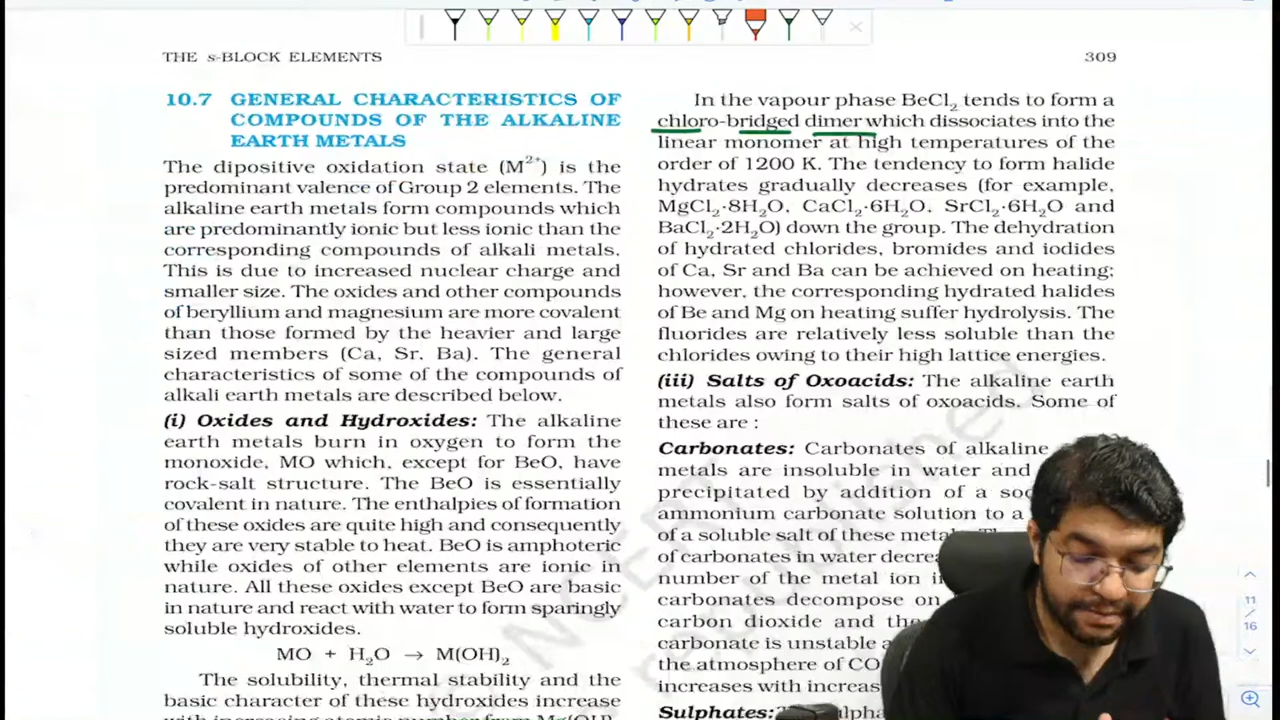 THE s-BLOCK ELEMENTS
309
10.7 GENERAL CHARACTERISTICS OF
COMPOUNDS OF THE ALKALINE
EARTH METALS
The dipositive oxidation state (M²⁺) is the
predominant valence of Group 2 elements. The
alkaline earth metals form compounds which
are predominantly ionic but less ionic than the
corresponding compounds of alkali metals.
This is due to increased nuclear charge and
smaller size. The oxides and other compounds
of beryllium and magnesium are more covalent
than those formed by the heavier and large
sized members (Ca, Sr, Ba). The general
characteristics of some of the compounds of
alkali earth metals are described below.
(i) Oxides and Hydroxides: The alkaline
earth metals burn in oxygen to form the
monoxide, MO which, except for BeO, have
rock-salt structure. The BeO is essentially
covalent in nature. The enthalpies of formation
of these oxides are quite high and consequently
they are very stable to heat. BeO is amphoteric
while oxides of other elements are ionic in
nature. All these oxides except BeO are basic
in nature and react with water to form sparingly
soluble hydroxides.
MO + H₂O → M(OH)₂
The solubility, thermal stability and the
basic character of these hydroxides increase
with increasing atomic number from Mg(OH)
In the vapour phase BeCl₂ tends to form a
chloro-bridged dimer which dissociates into the
linear monomer at high temperatures of the
order of 1200 K. The tendency to form halide
hydrates gradually decreases (for example,
MgCl₂·8H₂O, CaCl₂·6H₂O, SrCl₂·6H₂O and
BaCl₂·2H₂O) down the group. The dehydration
of hydrated chlorides, bromides and iodides
of Ca, Sr and Ba can be achieved on heating;
however, the corresponding hydrated halides
of Be and Mg on heating suffer hydrolysis. The
fluorides are relatively less soluble than the
chlorides owing to their high lattice energies.
(iii) Salts of Oxoacids: The alkaline earth
metals also form salts of oxoacids. Some of
these are :
Carbonates: Carbonates of alkaline
metals are insoluble in water and
precipitated by addition of a
ammonium carbonate solution to a
of a soluble salt of these
of carbonates in water
number of the metal ion
carbonates decompose on
carbon dioxide and the
carbonate is unstable
the atmosphere of CO
increases with
Sulphates:
11
/
16
NCERT
republished